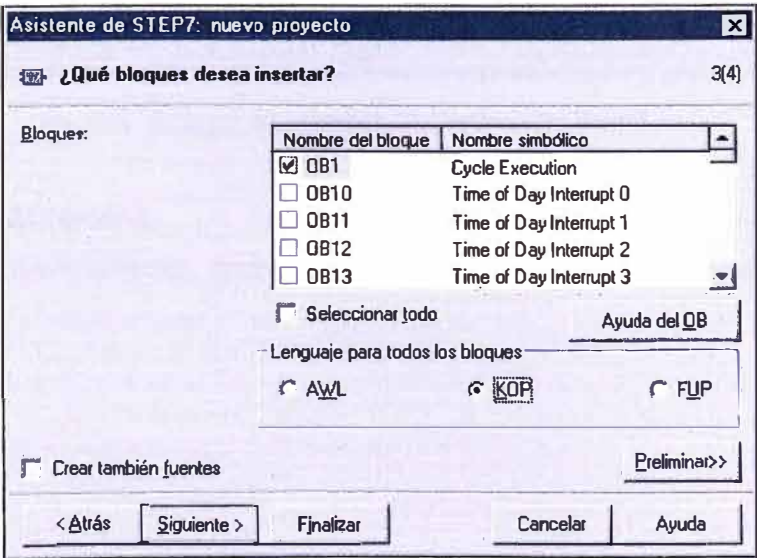 Asistente de STEP7: nuevo proyecto
¿Qué bloques desea insertar? 3(4)
Bloques:
Nombre del bloque Nombre simbólico
OB1 Cycle Execution
OB10 Time of Day Interrupt 0
OB11 Time of Day Interrupt 1
OB12 Time of Day Interrupt 2
OB13 Time of Day Interrupt 3
Seleccionar todo
Ayuda del OB
Lenguaje para todos los bloques
AWL KOP FUP
Crear también fuentes
Preliminar>>
< Atrás Siguiente > Finalizar Cancelar Ayuda